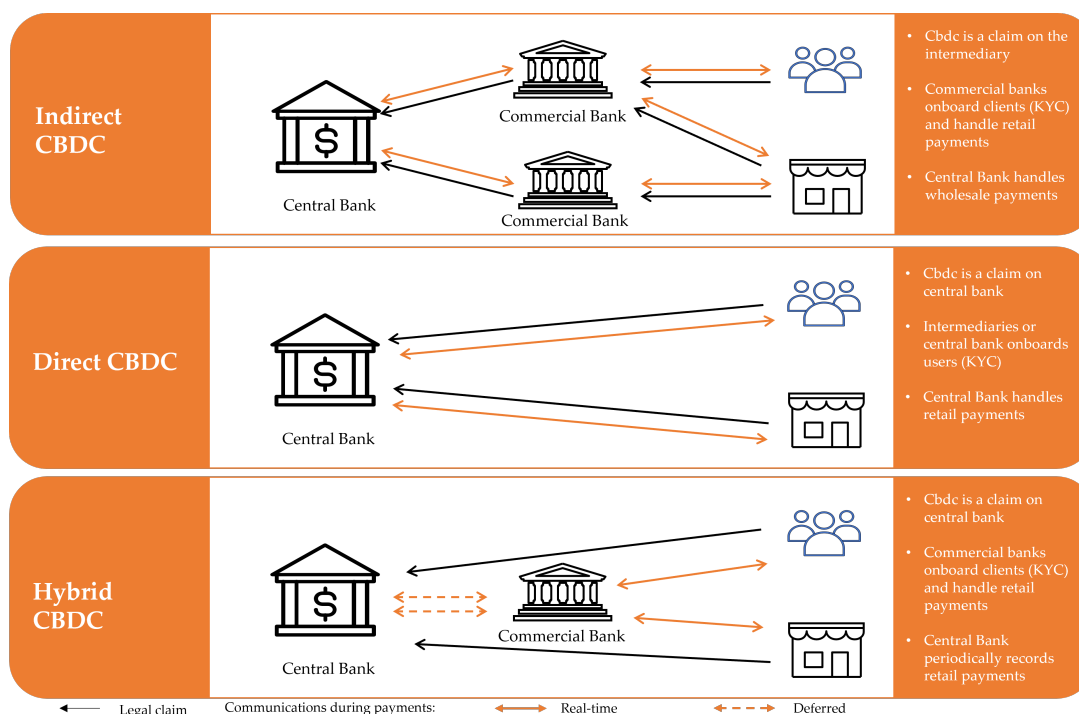 Indirect
CBDC
$
Central Bank
Commercial Bank
Commercial Bank
• Cbdc is a claim on the
intermediary
• Commercial banks
onboard clients (KYC)
and handle retail
payments
• Central Bank handles
wholesale payments
Direct CBDC
$
Central Bank
• Cbdc is a claim on
central bank
• Intermediaries or
central bank onboards
users (KYC)
• Central Bank handles
retail payments
Hybrid
CBDC
$
Central Bank
Commercial Bank
• Cbdc is a claim on
central bank
• Commercial banks
onboard clients (KYC)
and handle retail
payments
• Central Bank
periodically records
retail payments
Legal claim Communications during payments: Real-time Deferred